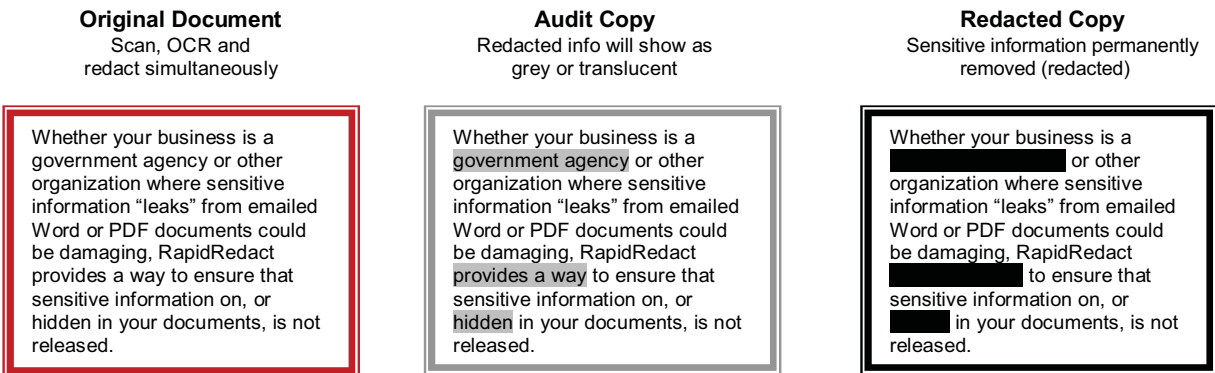 Original Document
Scan, OCR and
redact simultaneously
Whether your business is a
government agency or other
organization where sensitive
information “leaks” from emailed
Word or PDF documents could
be damaging, RapidRedact
provides a way to ensure that
sensitive information on, or
hidden in your documents, is not
released.
Audit Copy
Redacted info will show as
grey or translucent
Whether your business is a
government agency or other
organization where sensitive
information “leaks” from emailed
Word or PDF documents could
be damaging, RapidRedact
provides a way to ensure that
sensitive information on, or
hidden in your documents, is not
released.
Redacted Copy
Sensitive information permanently
removed (redacted)
Whether your business is a
or other
organization where sensitive
information “leaks” from emailed
Word or PDF documents could
be damaging, RapidRedact
to ensure that
sensitive information on, or
in your documents, is not
released.